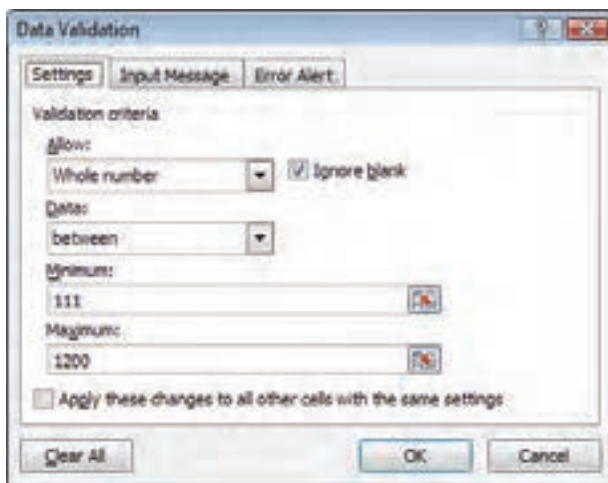 Data Validation
Settings Input Message Error Alert
Validation criteria
Allow:
Whole number Ignore blank
Data:
between
Minimum:
111
Maximum:
1200
Apply these changes to all other cells with the same settings
Clear All OK Cancel